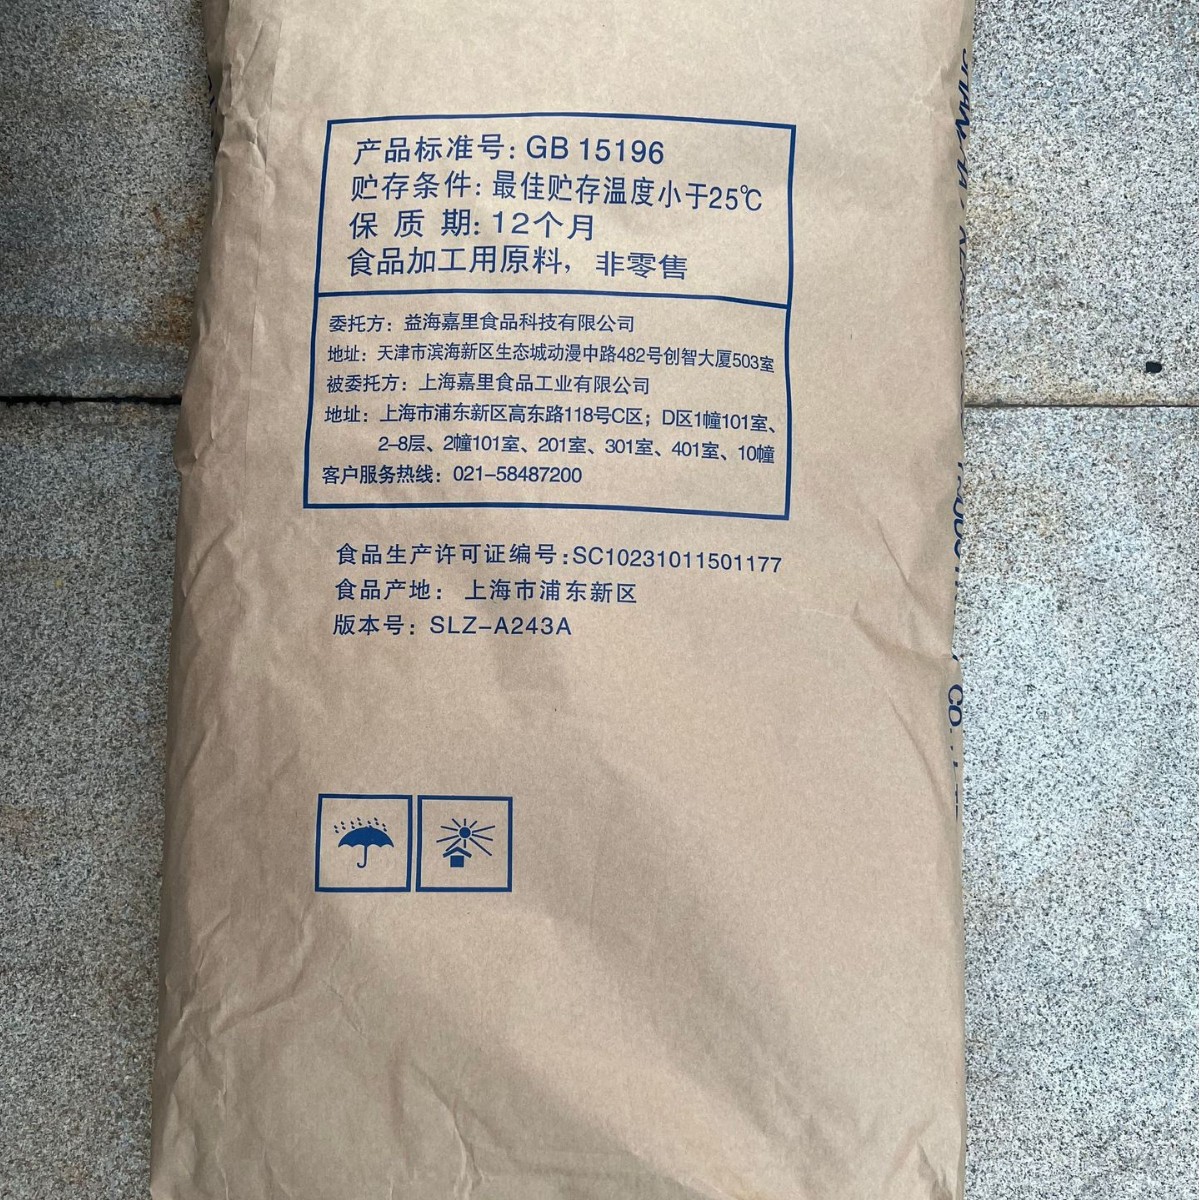 产品标准号: GB 15196
贮存条件: 最佳贮存温度小于25℃
保 质 期: 12个月
食品加工用原料，非零售
委托方：益海嘉里食品科技有限公司
地址：天津市滨海新区生态城动漫中路482号创智大厦503室
被委托方：上海嘉里食品工业有限公司
地址：上海市浦东新区高东路118号C区；D区1幢101室、
2-8层、2幢101室、201室、301室、401室、10幢
客户服务热线：021-58487200
食品生产许可证编号:SC10231011501177
食品产地： 上海市浦东新区
版本号：SLZ-A243A
CO.